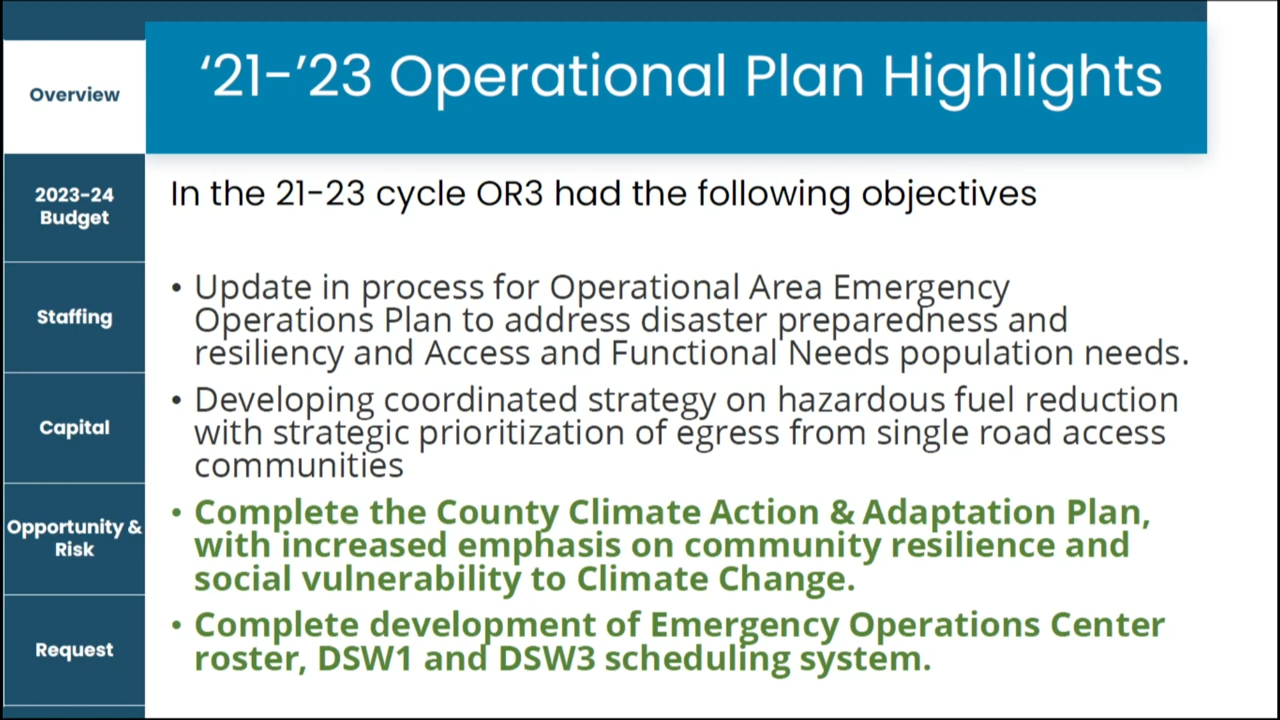 ‘21-’23 Operational Plan Highlights
Overview
2023-24
Budget
Staffing
Capital
Opportunity &
Risk
Request
In the 21-23 cycle OR3 had the following objectives
• Update in process for Operational Area Emergency
Operations Plan to address disaster preparedness and
resiliency and Access and Functional Needs population needs.
• Developing coordinated strategy on hazardous fuel reduction
with strategic prioritization of egress from single road access
communities
• Complete the County Climate Action & Adaptation Plan,
with increased emphasis on community resilience and
social vulnerability to Climate Change.
• Complete development of Emergency Operations Center
roster, DSW1 and DSW3 scheduling system.